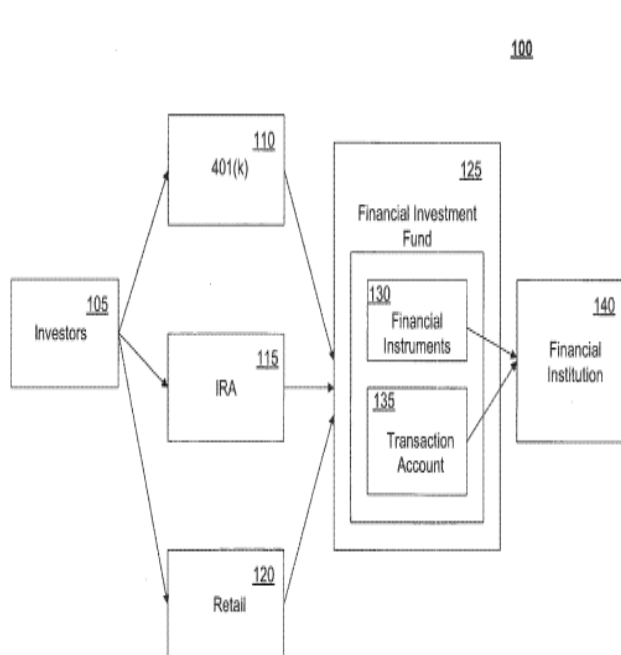 100
110
401(k)
125
Financial Investment
Fund
105
Investors
130
Financial
Instruments
140
Financial
Institution
115
IRA
135
Transaction
Account
120
Retail